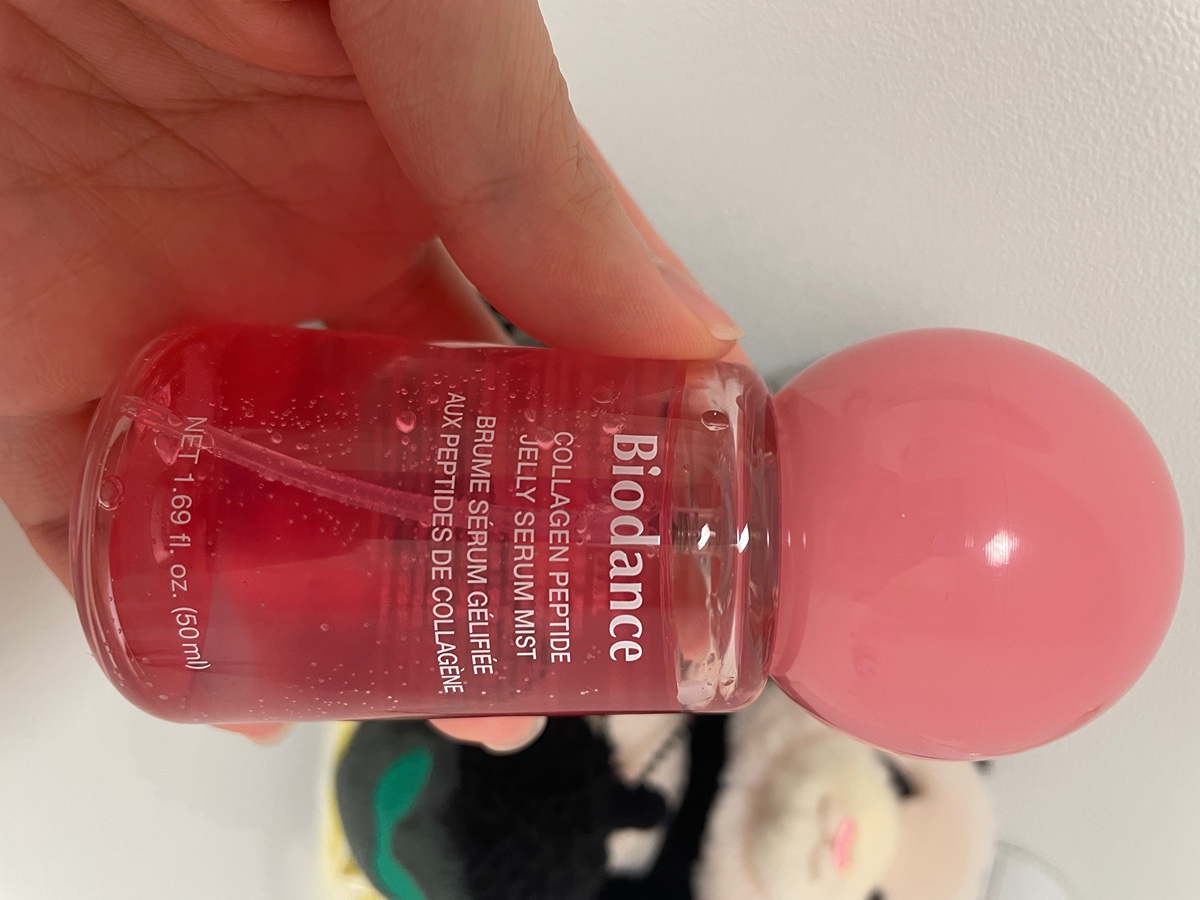 Biodance
COLLAGEN PEPTIDE
JELLY SERUM MIST
BRUME SÉRUM GÉLIFIÉE
AUX PEPTIDES DE COLLAGÈNE
NET 1.69 fl. oz. (50ml)